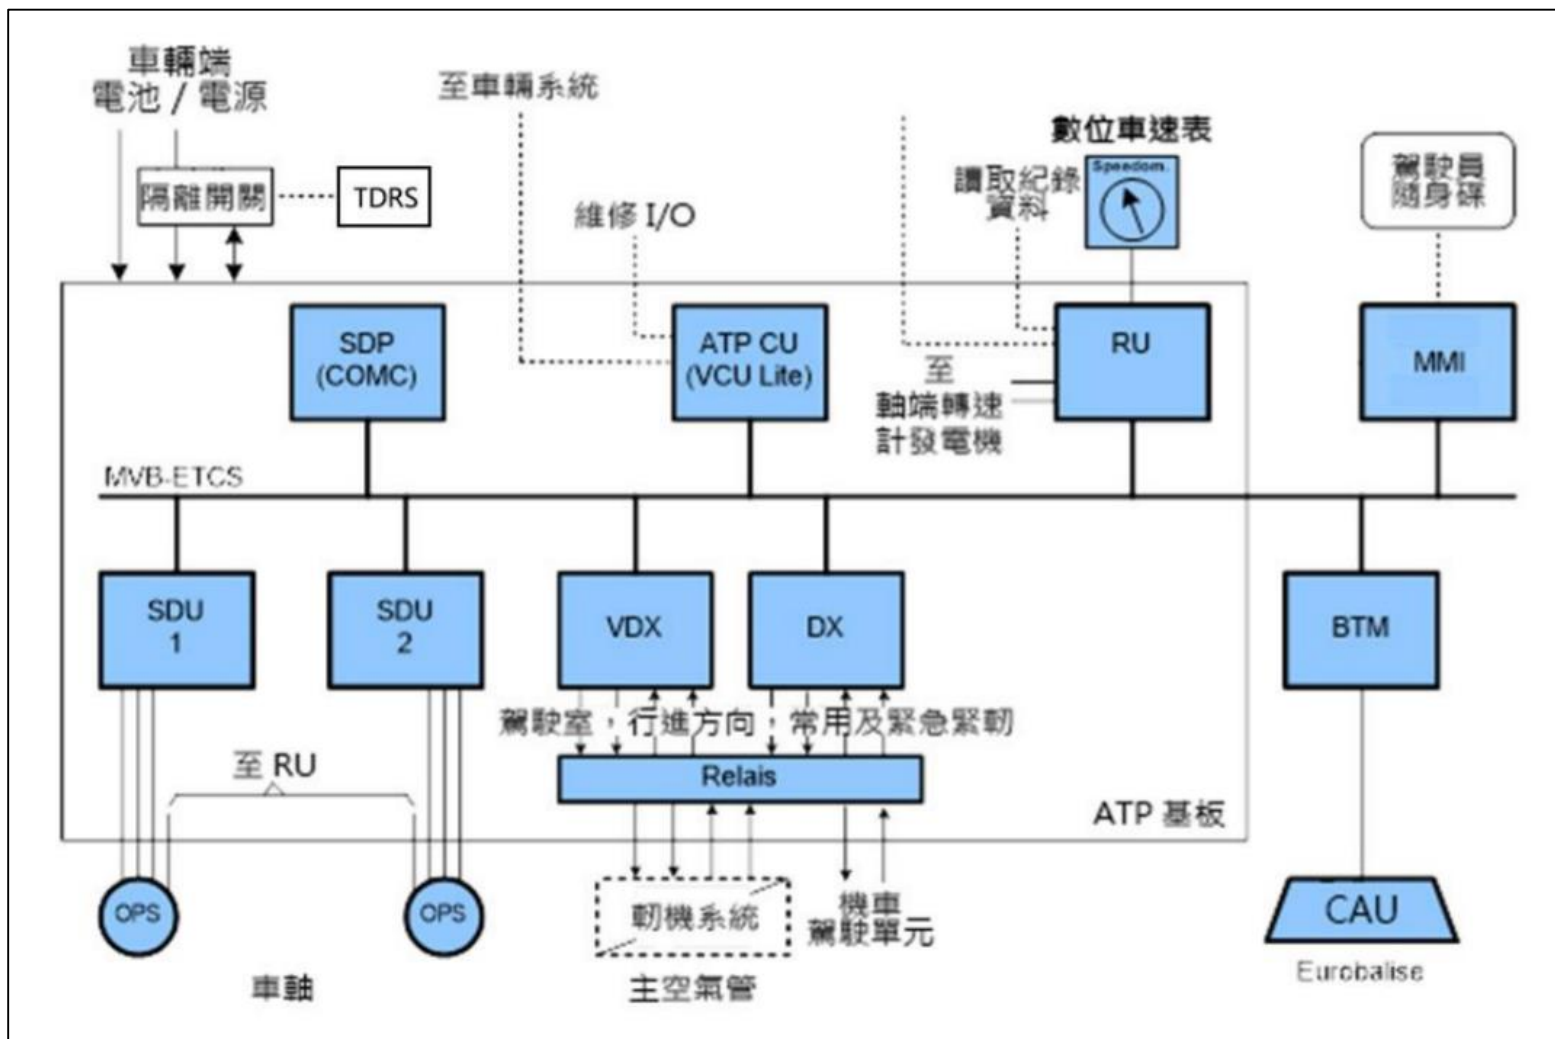 車輛端
電池 / 電源
至車輛系統
隔離開關
TDRS
維修 I/O
讀取紀錄
資料
數位車速表
Speedom.
駕駛員
隨身碟
SDP
(COMC)
ATP CU
(VCU Lite)
至
軸端轉速
計發電機
RU
MMI
MVB-ETCS
SDU
1
SDU
2
VDX
DX
BTM
駕駛室，行進方向，常用及緊急緊韌
至 RU
Relais
ATP 基板
OPS
OPS
韌機系統
機車
駕駛單元
CAU
Eurobalise
車軸
主空氣管